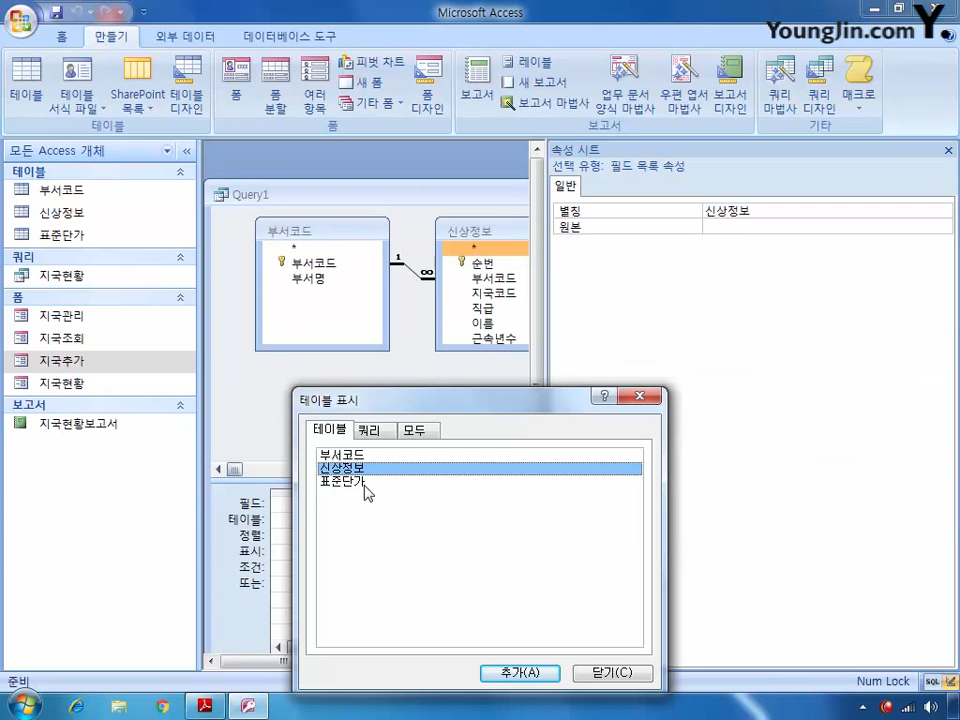 Microsoft Access
YoungJin.com Y.
홈 만들기 외부 데이터 데이터베이스 도구
테이블
테이블 서식 파일
SharePoint 목록
테이블 디자인
테이블
폼
폼 분할
여러 항목
피벗 차트
새 폼
기타 폼
폼 디자인
폼
보고서
레이블
새 보고서
보고서 마법사
업무 문서 양식 마법사
우편 엽서 마법사
보고서 디자인
보고서
쿼리 마법사
쿼리 디자인
매크로
기타
모든 Access 개체
테이블
부서코드
신상정보
표준단가
쿼리
지국현황
폼
지국관리
지국조회
지국추가
지국현황
보고서
지국현황보고서
Query1
부서코드
*
부서코드
부서명
1
∞
신상정보
*
순번
부서코드
지국코드
직급
이름
근속년수
필드:
테이블:
정렬:
표시:
조건:
또는:
속성 시트
선택 유형: 필드 목록 속성
일반
별칭 신상정보
원본
테이블 표시
테이블 쿼리 모두
부서코드
신상정보
표준단가
추가(A) 닫기(C)
준비
Num Lock
SQL